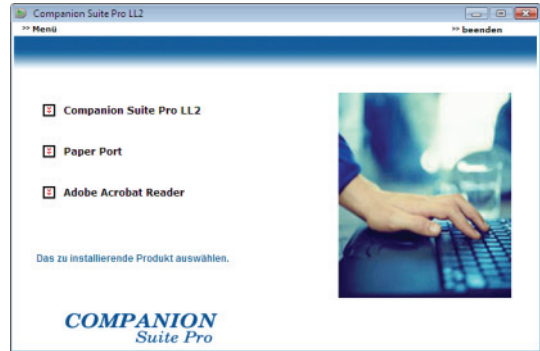 Companion Suite Pro LL2
>> Menü
>> beenden
Companion Suite Pro LL2
Paper Port
Adobe Acrobat Reader
Das zu installierende Produkt auswählen.
COMPANION
Suite Pro